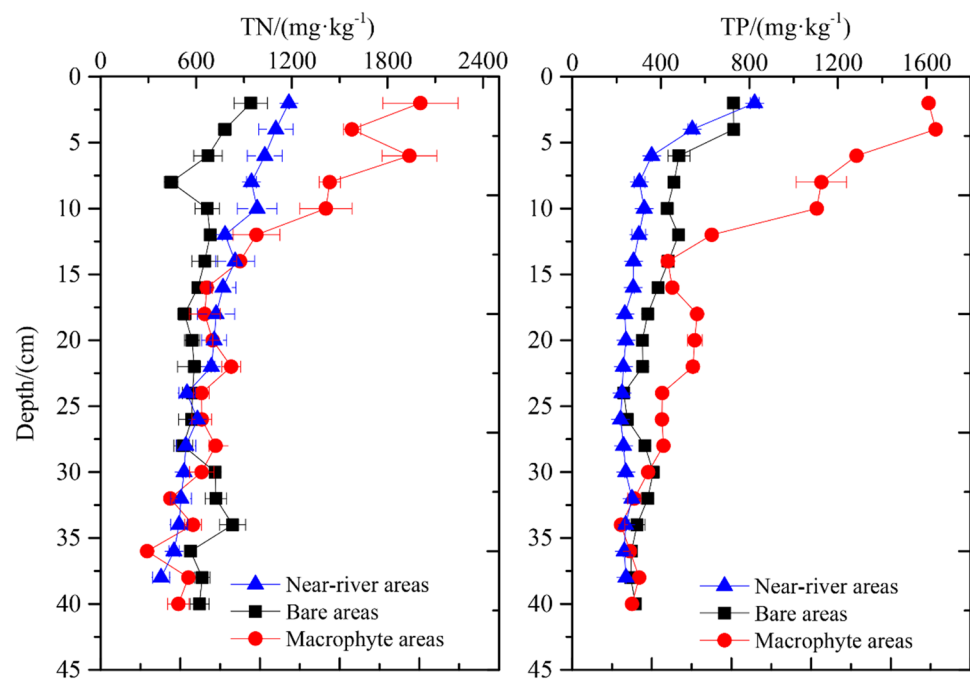 TN/(mg·kg⁻¹)
600 1200 1800 2400
0
5
10
15
20
25
30
35
40
45
Depth/(cm)
Near-river areas
Bare areas
Macrophyte areas
TP/(mg·kg⁻¹)
400 800 1200 1600
0
5
10
15
20
25
30
35
40
45
Near-river areas
Bare areas
Macrophyte areas